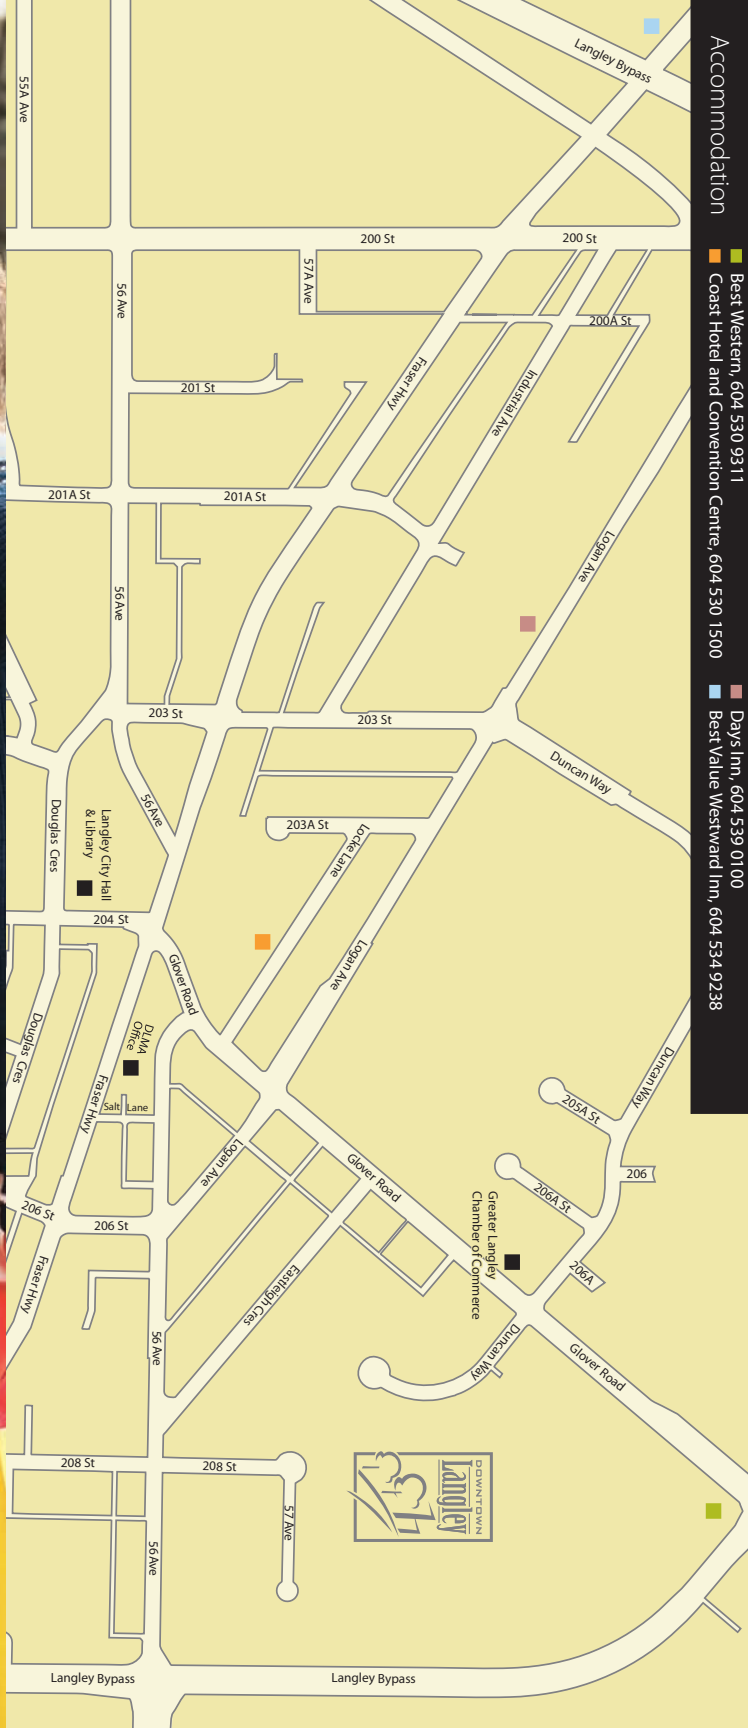 Accommodation
Best Western, 604 530 9311
Coast Hotel and Convention Centre, 604 530 1500
Days Inn, 604 539 0100
Best Value Westward Inn, 604 534 9238
Langley Bypass
55A Ave
200 St
200 St
56 Ave
57A Ave
200A St
Fraser Hwy
Industrial Ave
201 St
201A St
201A St
Logan Ave
56 Ave
203 St
203 St
Duncan Way
56 Ave
Douglas Cres
Langley City Hall
& Library
203A St
Locke Lane
204 St
Logan Ave
Glover Road
Douglas Cres
DLMA
Office
Duncan Way
Fraser Hwy
Salt Lane
205A St
Logan Ave
Glover Road
206
206A St
206 St
206 St
Greater Langley
Chamber of Commerce
206A
Fraser Hwy
Eastleigh Cres
56 Ave
Duncan Way
Glover Road
208 St
208 St
DOWNTOWN
Langley
57 Ave
56 Ave
Langley Bypass
Langley Bypass